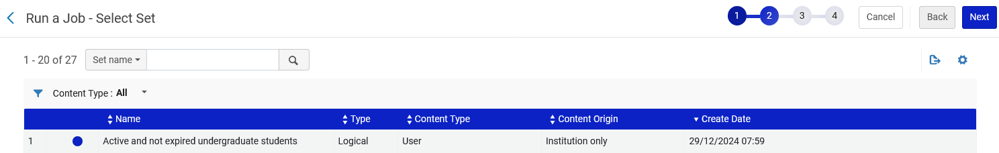 Run a Job - Select Set
1 2 3 4
Cancel Back Next
1 - 20 of 27 Set name
Content Type : All
Name Type Content Type Content Origin Create Date
1 Active and not expired undergraduate students Logical User Institution only 29/12/2024 07:59